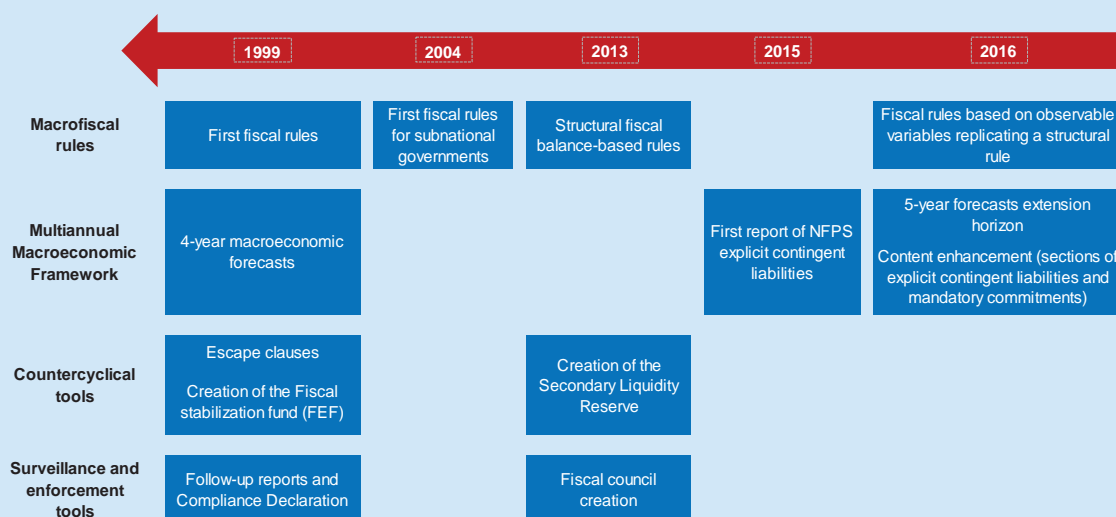 1999
2004
2013
2015
2016
Macrofiscal
rules
First fiscal rules
First fiscal rules
for subnational
governments
Structural fiscal
balance-based rules
Fiscal rules based on observable
variables replicating a structural
rule
Multiannual
Macroeconomic
Framework
4-year macroeconomic
forecasts
First report of NFPS
explicit contingent
liabilities
5-year forecasts extension
horizon
Content enhancement (sections of
explicit contingent liabilities and
mandatory commitments)
Countercyclical
tools
Escape clauses
Creation of the Fiscal
stabilization fund (FEF)
Creation of the
Secondary Liquidity
Reserve
Surveillance and
enforcement
tools
Follow-up reports and
Compliance Declaration
Fiscal council
creation